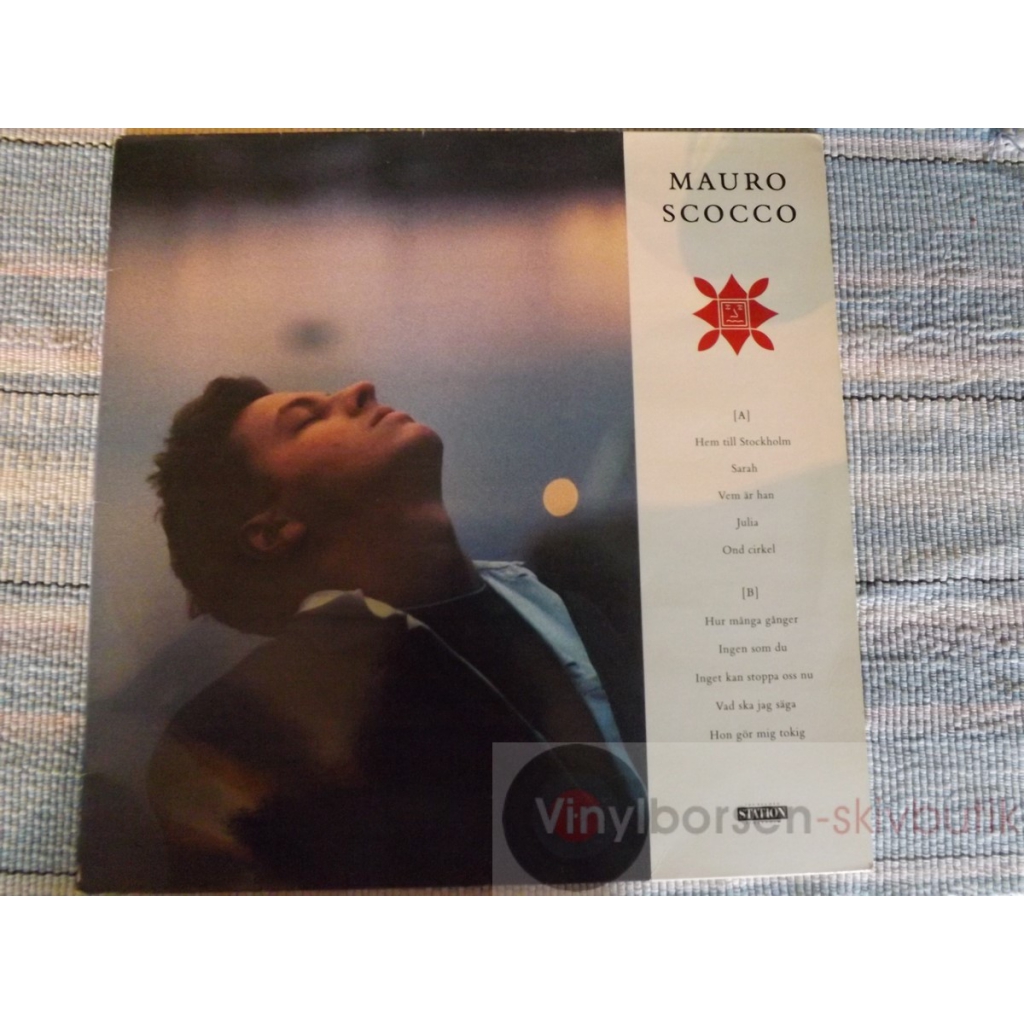 MAURO
SCOCCO
[A]
Hem till Stockholm
Sarah
Vem är han
Julia
Ond cirkel
[B]
Hur många gånger
Ingen som du
Inget kan stoppa oss nu
Vad ska jag säga
Hon gör mig tokig
STATION
Vinylborsen-skivbutik